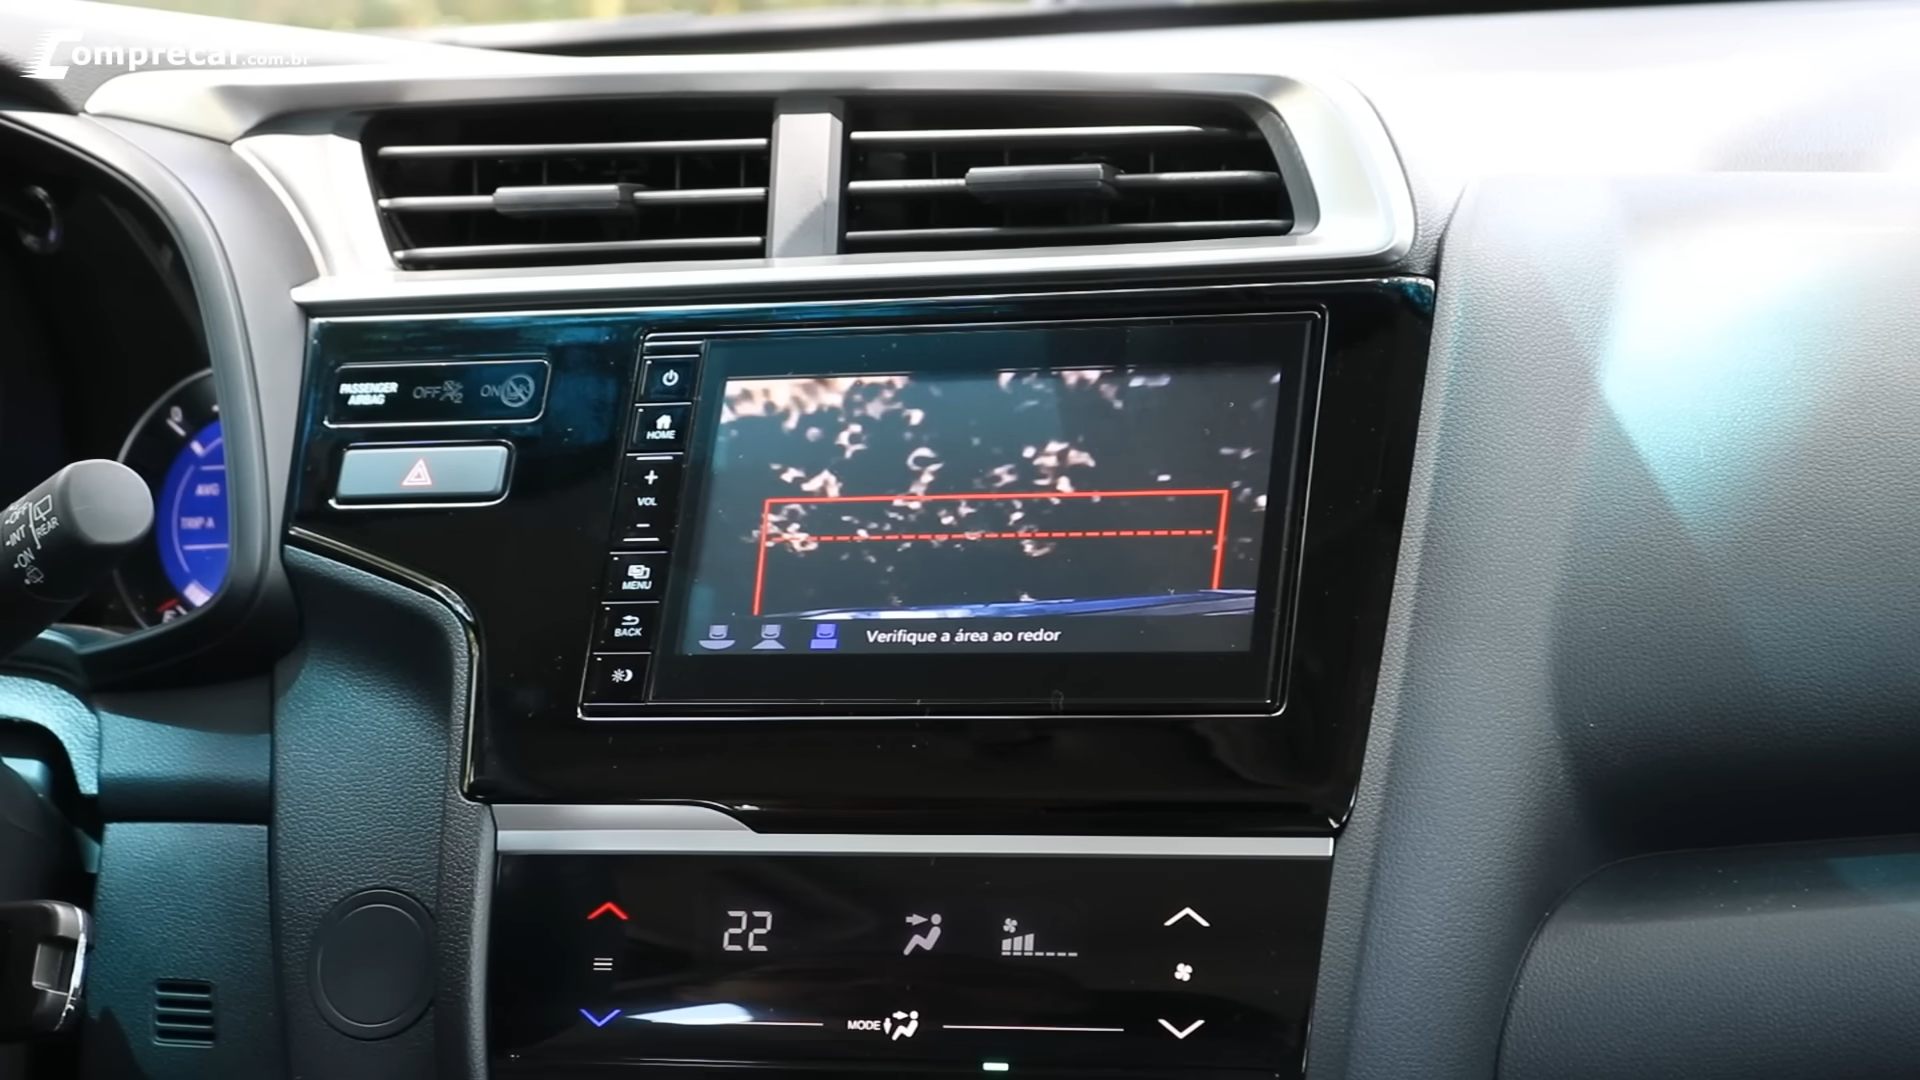 Comprecar.com.br
PASSENGER
AIRBAG
OFF
ON
HOME
+
VOL
−
MENU
BACK
Verifique a área ao redor
OFF
INT
REAR
ON
AVG
TRIP A
22
MODE